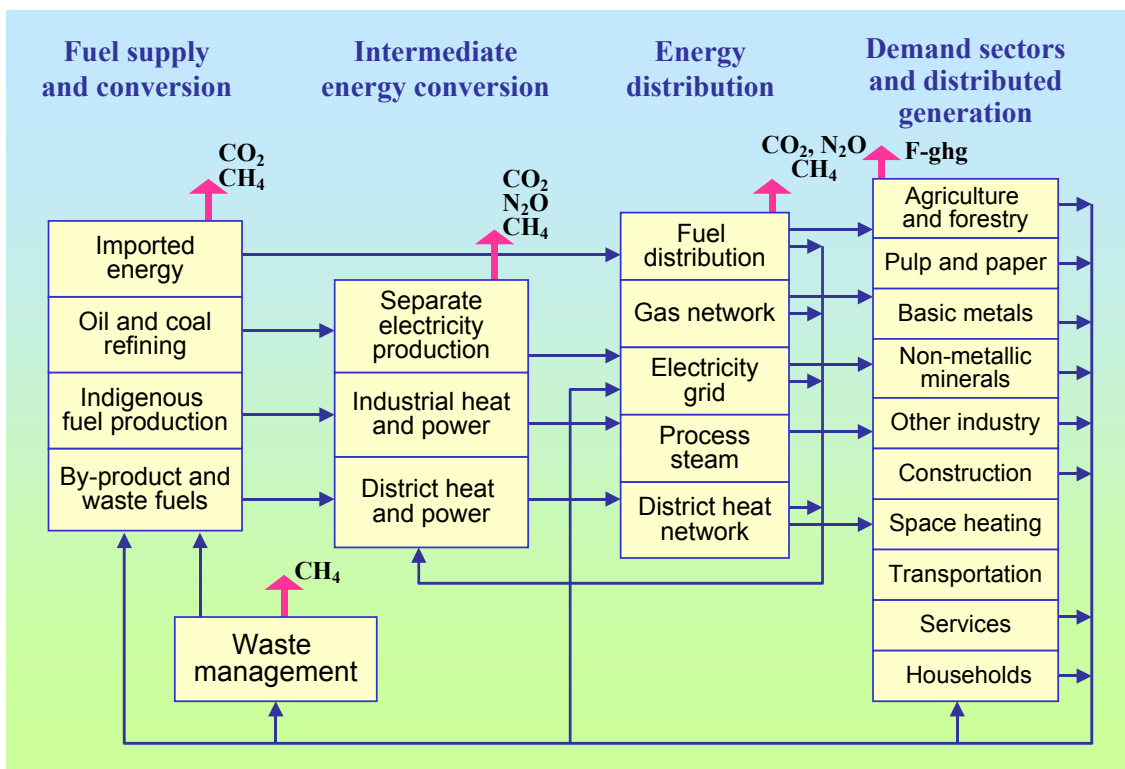 Fuel supply
and conversion
Intermediate
energy conversion
Energy
distribution
Demand sectors
and distributed
generation
CO₂
CH₄
CO₂
N₂O
CH₄
CO₂, N₂O
CH₄
F-ghg
Imported
energy
Oil and coal
refining
Indigenous
fuel production
By-product and
waste fuels
Separate
electricity
production
Industrial heat
and power
District heat
and power
Fuel
distribution
Gas network
Electricity
grid
Process
steam
District heat
network
Agriculture
and forestry
Pulp and paper
Basic metals
Non-metallic
minerals
Other industry
Construction
Space heating
Transportation
Services
Households
CH₄
Waste
management